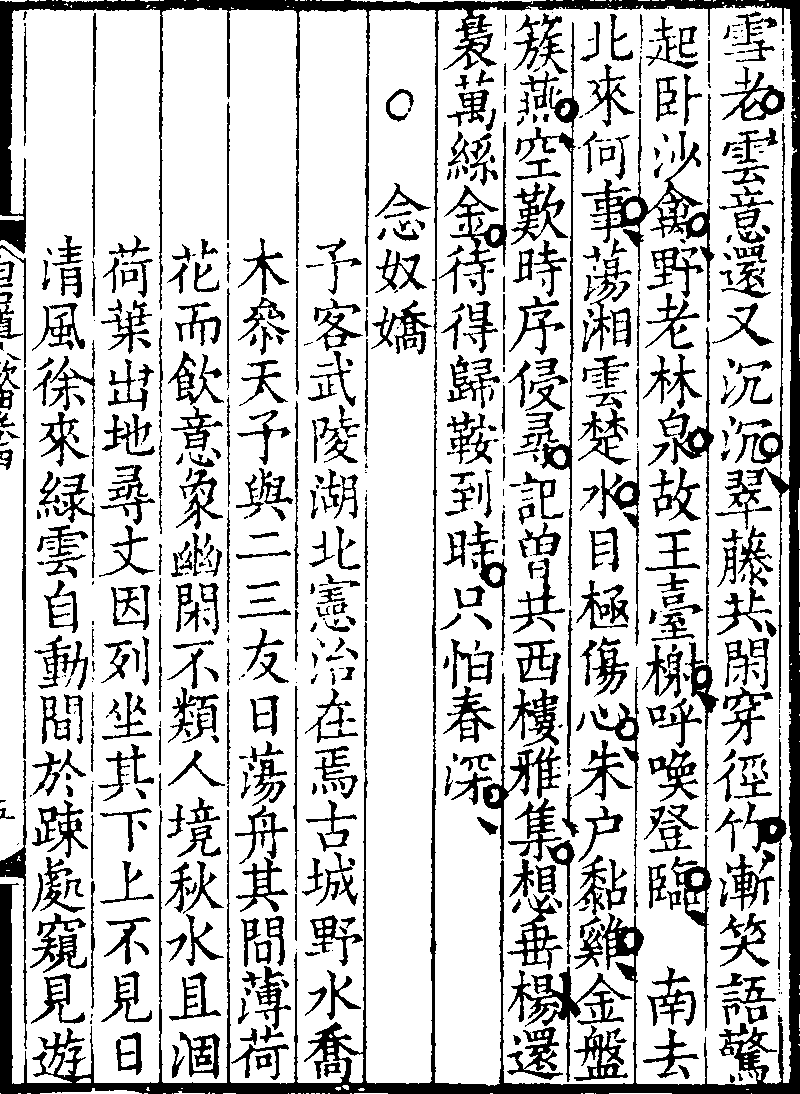 雪老雲意還又沉沉翠藤共閑穿徑竹漸笑語驚
起卧沙禽野老林泉故王臺榭呼喚登臨　南去
北來何事蕩湘雲楚水目極傷心朱户黏雞金盤
簇燕空歎時序侵尋記曾共西樓雅集想垂楊還
裊萬絲金待得歸鞍到時只怕春深
念奴嬌
予客武陵湖北憲治在焉古城野水喬
木叅天予與二三友日蕩舟其間薄荷
花而飲意象幽閑不類人境秋水且涸
荷葉出地尋丈因列坐其下上不見日
清風徐來緑雲自動間於疎處窺見遊